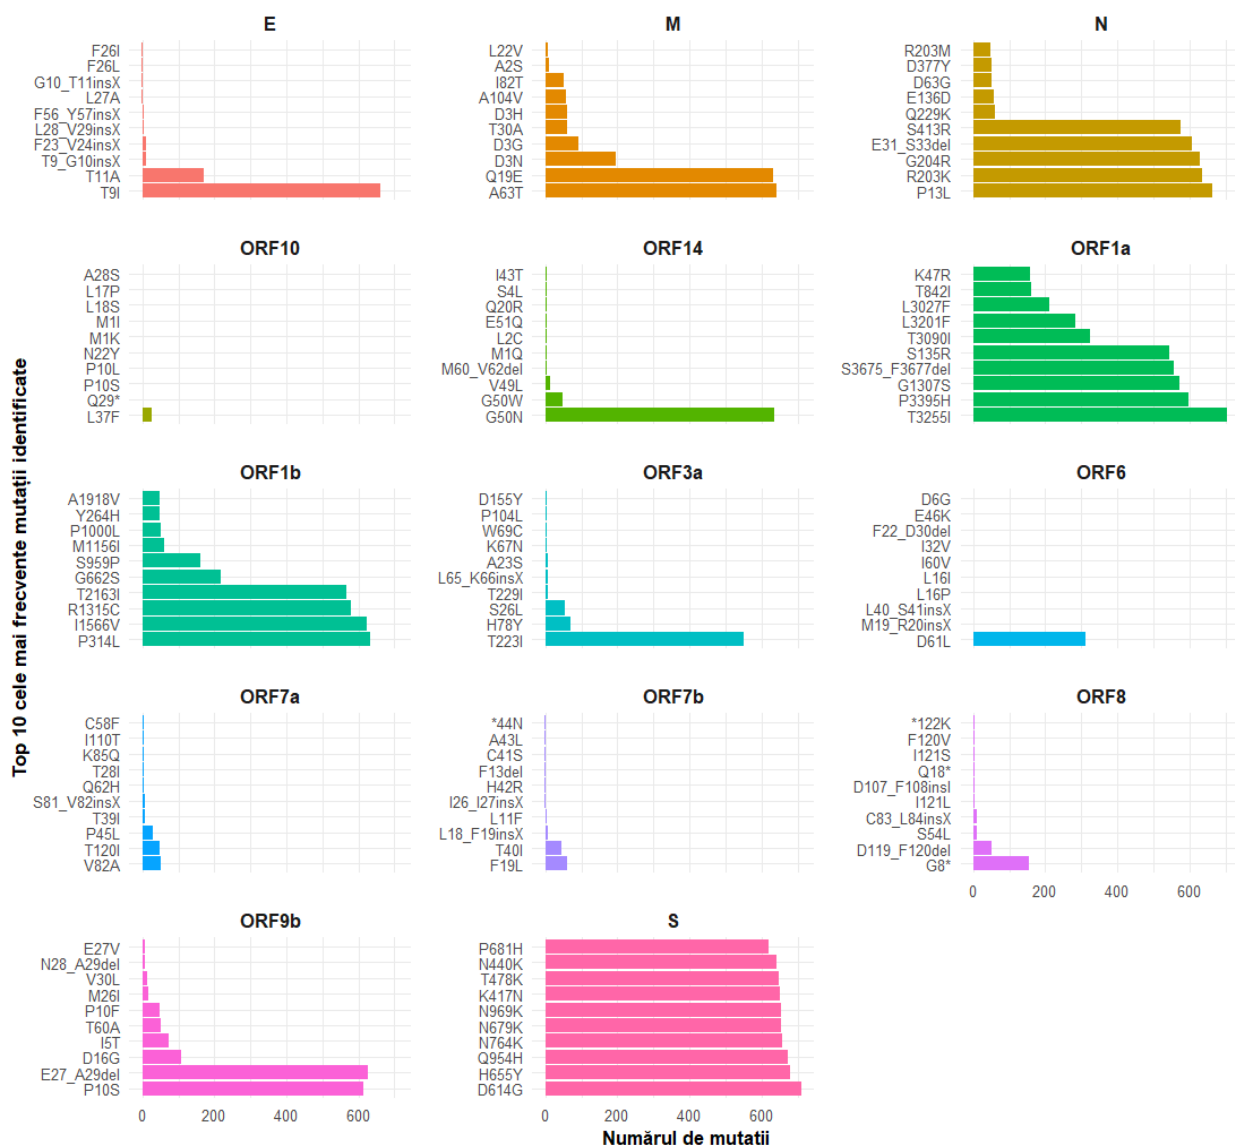 E
F26I
F26L
G10_T11insX
L27A
F56_Y57insX
L28_V29insX
F23_V24insX
T9_G10insX
T11A
T9I
M
L22V
A2S
I82T
A104V
D3H
T30A
D3G
D3N
Q19E
A63T
N
R203M
D377Y
D63G
E136D
Q229K
S413R
E31_S33del
G204R
R203K
P13L
ORF10
A28S
L17P
L18S
M1I
M1K
N22Y
P10L
P10S
Q29*
L37F
ORF14
I43T
S4L
Q20R
E51Q
L2C
M1Q
M60_V62del
V49L
G50W
G50N
ORF1a
K47R
T842I
L3027F
L3201F
T3090I
S135R
S3675_F3677del
G1307S
P3395H
T3255I
ORF1b
A1918V
Y264H
P1000L
M1156I
S959P
G662S
T2163I
R1315C
I1566V
P314L
ORF3a
D155Y
P104L
W69C
K67N
A23S
L65_K66insX
T229I
S26L
H78Y
T223I
ORF6
D6G
E46K
F22_D30del
I32V
I60V
L16I
L16P
L40_S41insX
M19_R20insX
D61L
ORF7a
C58F
I110T
K85Q
T28I
Q62H
S81_V82insX
T39I
P45L
T120I
V82A
ORF7b
*44N
A43L
C41S
F13del
H42R
I26_I27insX
L11F
L18_F19insX
T40I
F19L
ORF8
*122K
F120V
I121S
Q18*
D107_F108insI
I121L
C83_L84insX
S54L
D119_F120del
G8*
0 200 400 600
ORF9b
E27V
N28_A29del
V30L
M26I
P10F
T60A
I5T
D16G
E27_A29del
P10S
0 200 400 600
S
P681H
N440K
T478K
K417N
N969K
N679K
N764K
Q954H
H655Y
D614G
0 200 400 600
Top 10 cele mai frecvente mutații identificate
Numărul de mutatii